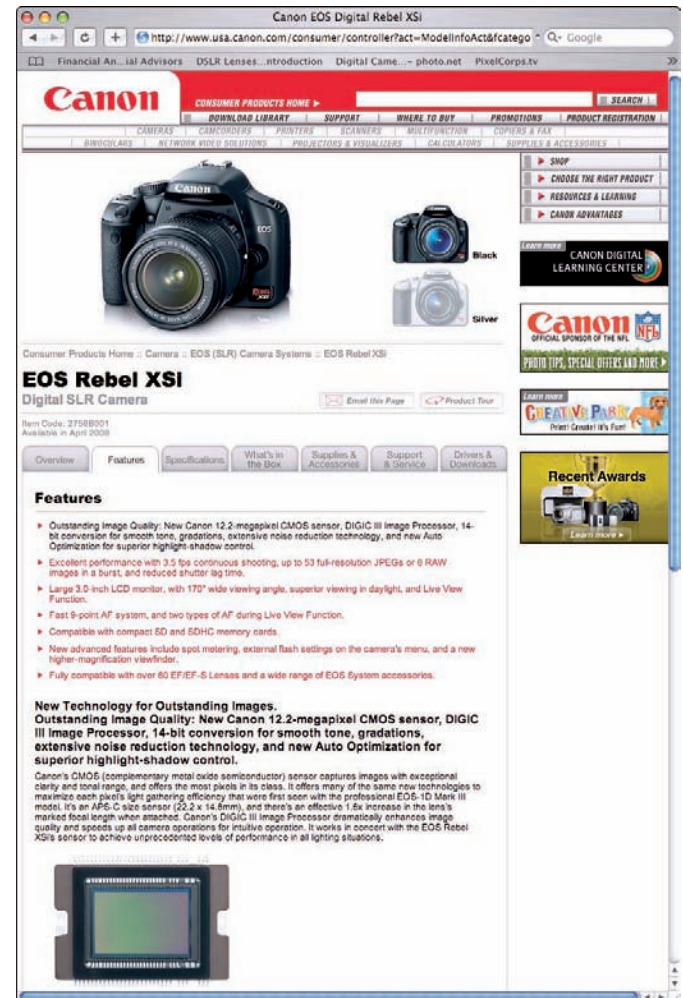 Canon EOS Digital Rebel XSi
http://www.usa.canon.com/consumer/controller?act=ModelInfoAct&fcatego
Google
Financial An...ial Advisors DSLR Lenses...ntroduction Digital Came...– photo.net PixelCorps.tv
Canon
CONSUMER PRODUCTS HOME
SEARCH
DOWNLOAD LIBRARY | SUPPORT | WHERE TO BUY | PROMOTIONS | PRODUCT REGISTRATION
CAMERAS | CAMCORDERS | PRINTERS | SCANNERS | MULTIFUNCTION | COPIERS & FAX
BINOCULARS | NETWORK VIDEO SOLUTIONS | PROJECTORS & VISUALIZERS | CALCULATORS | SUPPLIES & ACCESSORIES
SHOP
CHOOSE THE RIGHT PRODUCT
RESOURCES & LEARNING
CANON ADVANTAGES
Canon
EOS
Rebel
XSi
Black
Silver
Learn more
CANON DIGITAL
LEARNING CENTER
Canon
NFL
OFFICIAL SPONSOR OF THE NFL
PHOTO TIPS, SPECIAL OFFERS AND MORE
Learn more
CREATIVE PARK
Print! Create! It's Fun!
Recent Awards
Learn more
Consumer Products Home :: Camera :: EOS (SLR) Camera Systems :: EOS Rebel XSi
EOS Rebel XSi
Digital SLR Camera
Email this Page
Product Tour
Item Code: 2756B001
Available in April 2008
Overview
Features
Specifications
What's in
the Box
Supplies &
Accessories
Support
& Service
Drivers &
Downloads
Features
Outstanding Image Quality: New Canon 12.2-megapixel CMOS sensor, DIGIC III Image Processor, 14-
bit conversion for smooth tone, gradations, extensive noise reduction technology, and new Auto
Optimization for superior highlight-shadow control.
Excellent performance with 3.5 fps continuous shooting, up to 53 full-resolution JPEGs or 6 RAW
images in a burst, and reduced shutter lag time.
Large 3.0-inch LCD monitor, with 170° wide viewing angle, superior viewing in daylight, and Live View
Function.
Fast 9-point AF system, and two types of AF during Live View Function.
Compatible with compact SD and SDHC memory cards.
New advanced features include spot metering, external flash settings on the camera's menu, and a new
higher-magnification viewfinder.
Fully compatible with over 60 EF/EF-S Lenses and a wide range of EOS System accessories.
New Technology for Outstanding Images.
Outstanding Image Quality: New Canon 12.2-megapixel CMOS sensor, DIGIC
III Image Processor, 14-bit conversion for smooth tone, gradations,
extensive noise reduction technology, and new Auto Optimization for
superior highlight-shadow control.
Canon's CMOS (complementary metal oxide semiconductor) sensor captures images with exceptional
clarity and tonal range, and offers the most pixels in its class. It offers many of the same new technologies to
maximize each pixel's light gathering efficiency that were first seen with the professional EOS-1D Mark III
model. It's an APS-C size sensor (22.2 x 14.8mm), and there's an effective 1.6x increase in the lens's
marked focal length when attached. Canon's DIGIC III Image Processor dramatically enhances image
quality and speeds up all camera operations for intuitive operation. It works in concert with the EOS Rebel
XSi's sensor to achieve unprecedented levels of performance in all lighting situations.